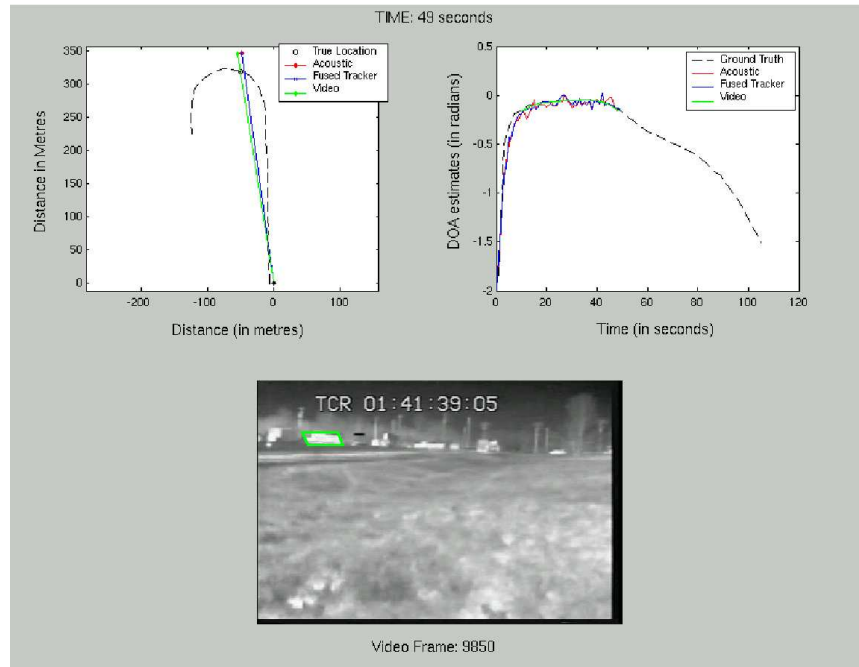 TIME: 49 seconds
350
300
250
200
150
100
50
0
-200
-100
0
100
Distance in Metres
Distance (in metres)
True Location
Acoustic
Fused Tracker
Video
0.5
0
-0.5
-1
-1.5
-2
0
20
40
60
80
100
120
DOA estimates (in radians)
Time (in seconds)
Ground Truth
Acoustic
Fused Tracker
Video
TCR 01:41:39:05
Video Frame: 9850